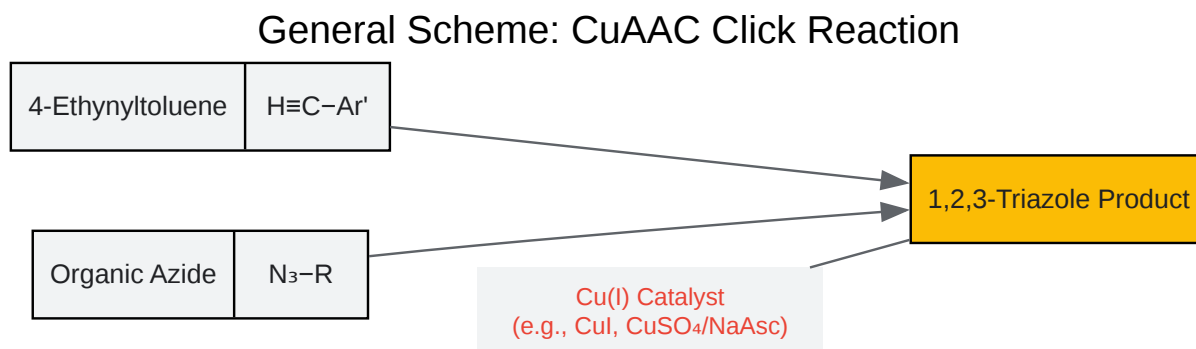 General Scheme: CuAAC Click Reaction
4-Ethynyltoluene H≡C−Ar'
1,2,3-Triazole Product
Organic Azide N₃−R
Cu(I) Catalyst
(e.g., CuI, CuSO₄/NaAsc)